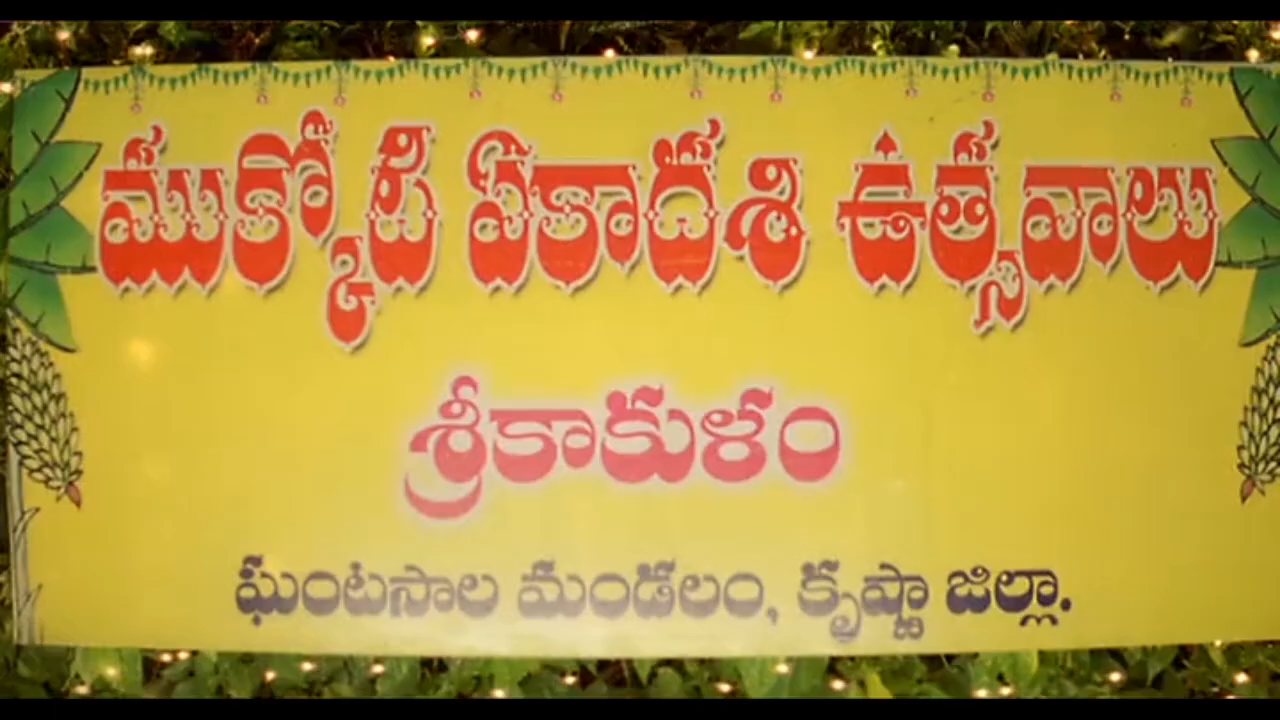 ముక్కోటి ఏకాదశి ఉత్సవాలు
శ్రీకాకుళం
ఘంటసాల మండలం, కృష్ణా జిల్లా.